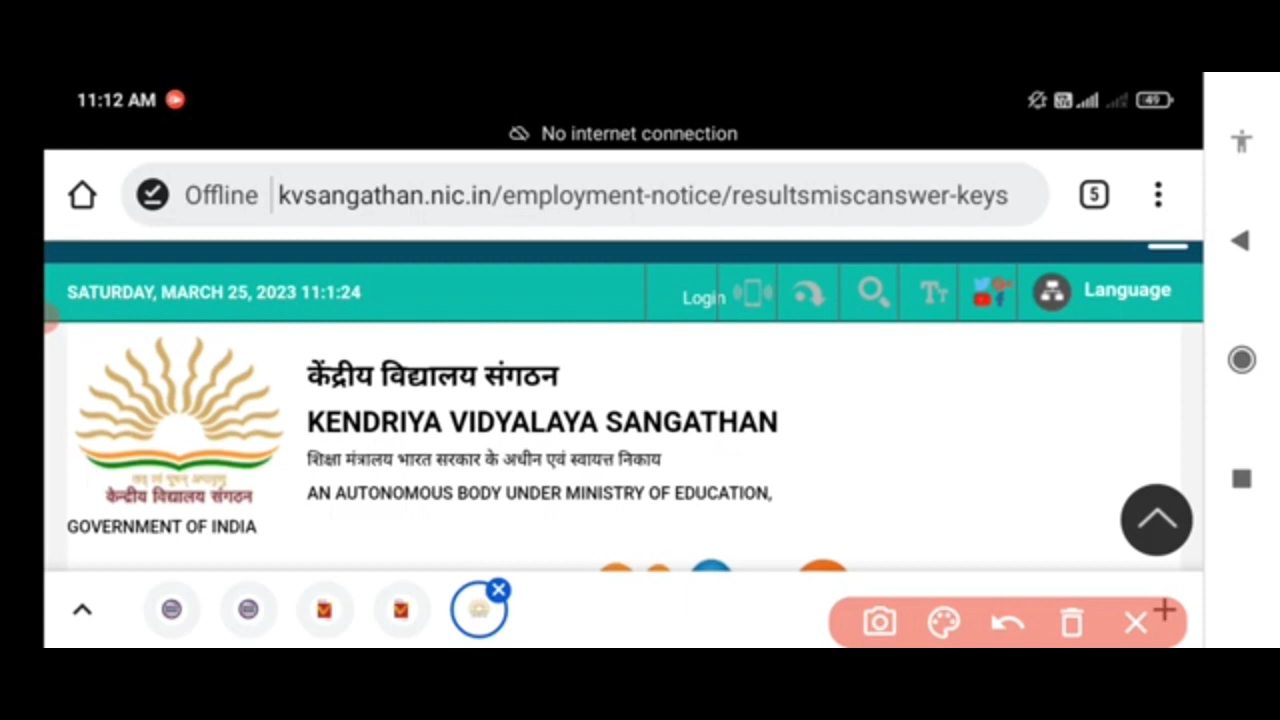 11:12 AM
49
No internet connection
Offline kvsangathan.nic.in/employment-notice/resultsmiscanswer-keys
5
SATURDAY, MARCH 25, 2023 11:1:24
Login
Tт
Language
केंद्रीय विद्यालय संगठन
KENDRIYA VIDYALAYA SANGATHAN
शिक्षा मंत्रालय भारत सरकार के अधीन एवं स्वायत्त निकाय
AN AUTONOMOUS BODY UNDER MINISTRY OF EDUCATION,
केन्द्रीय विद्यालय संगठन
GOVERNMENT OF INDIA